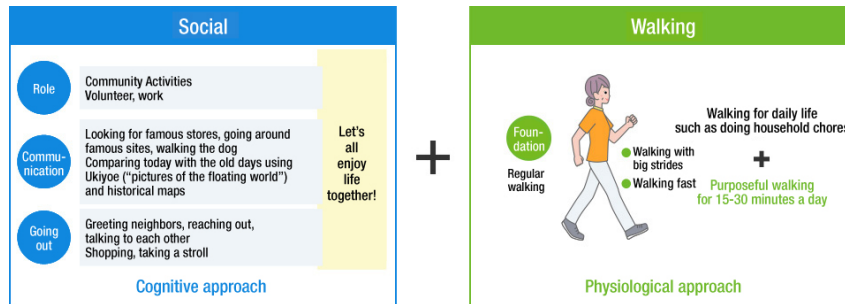 Social
Role
Community Activities
Volunteer, work
Commu-
nication
Looking for famous stores, going around
famous sites, walking the dog
Comparing today with the old days using
Ukiyoe ("pictures of the floating world")
and historical maps
Going
out
Greeting neighbors, reaching out,
talking to each other
Shopping, taking a stroll
Let's
all
enjoy
life
together!
Cognitive approach
+
Walking
Foun-
dation
Regular
walking
Walking with
big strides
Walking fast
Walking for daily life
such as doing household chores
+
Purposeful walking
for 15-30 minutes a day
Physiological approach